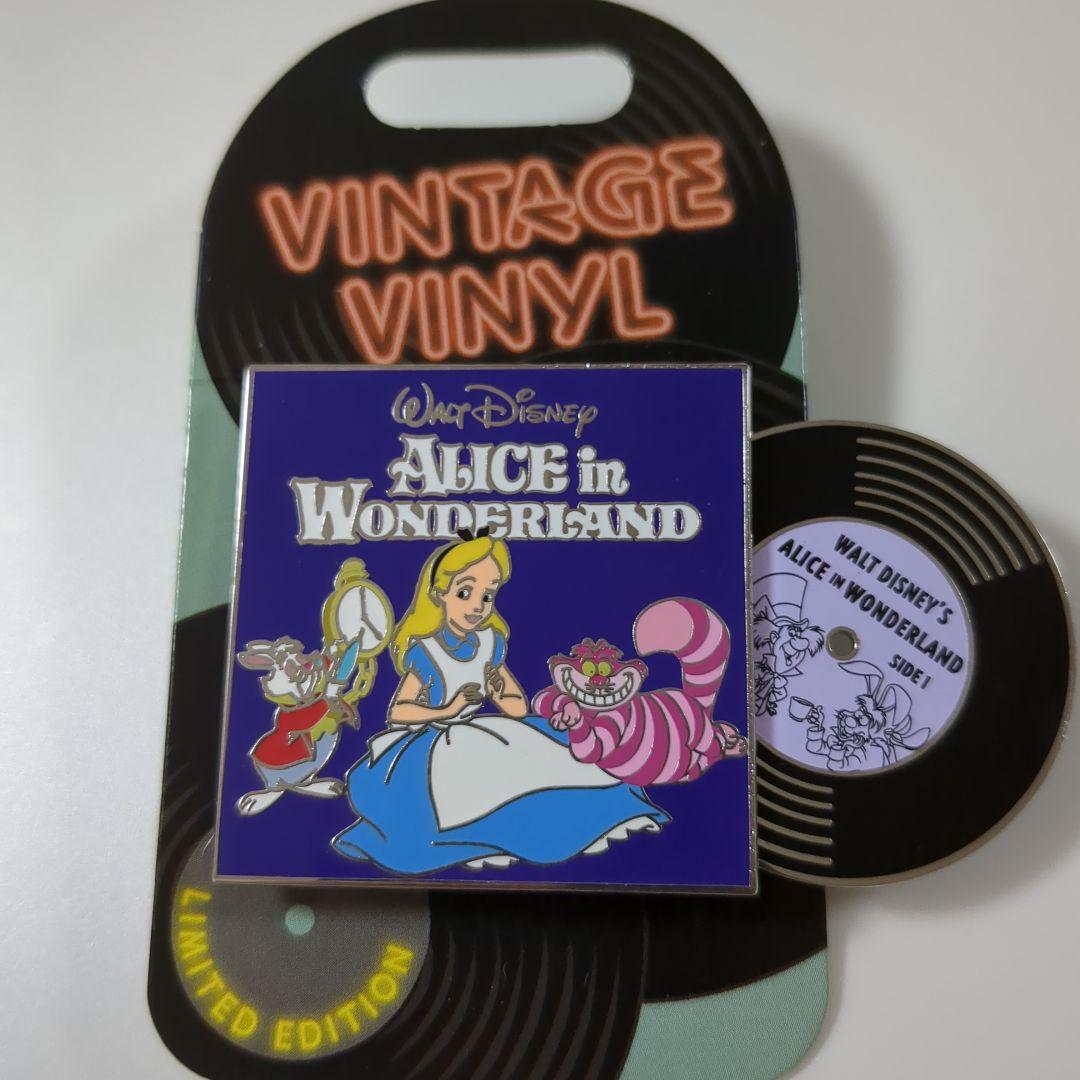 VINTAGE
VINYL
WALT DISNEY
ALICE in
WONDERLAND
WALT DISNEY'S
ALICE IN WONDERLAND
SIDE 1
LIMITED EDITION